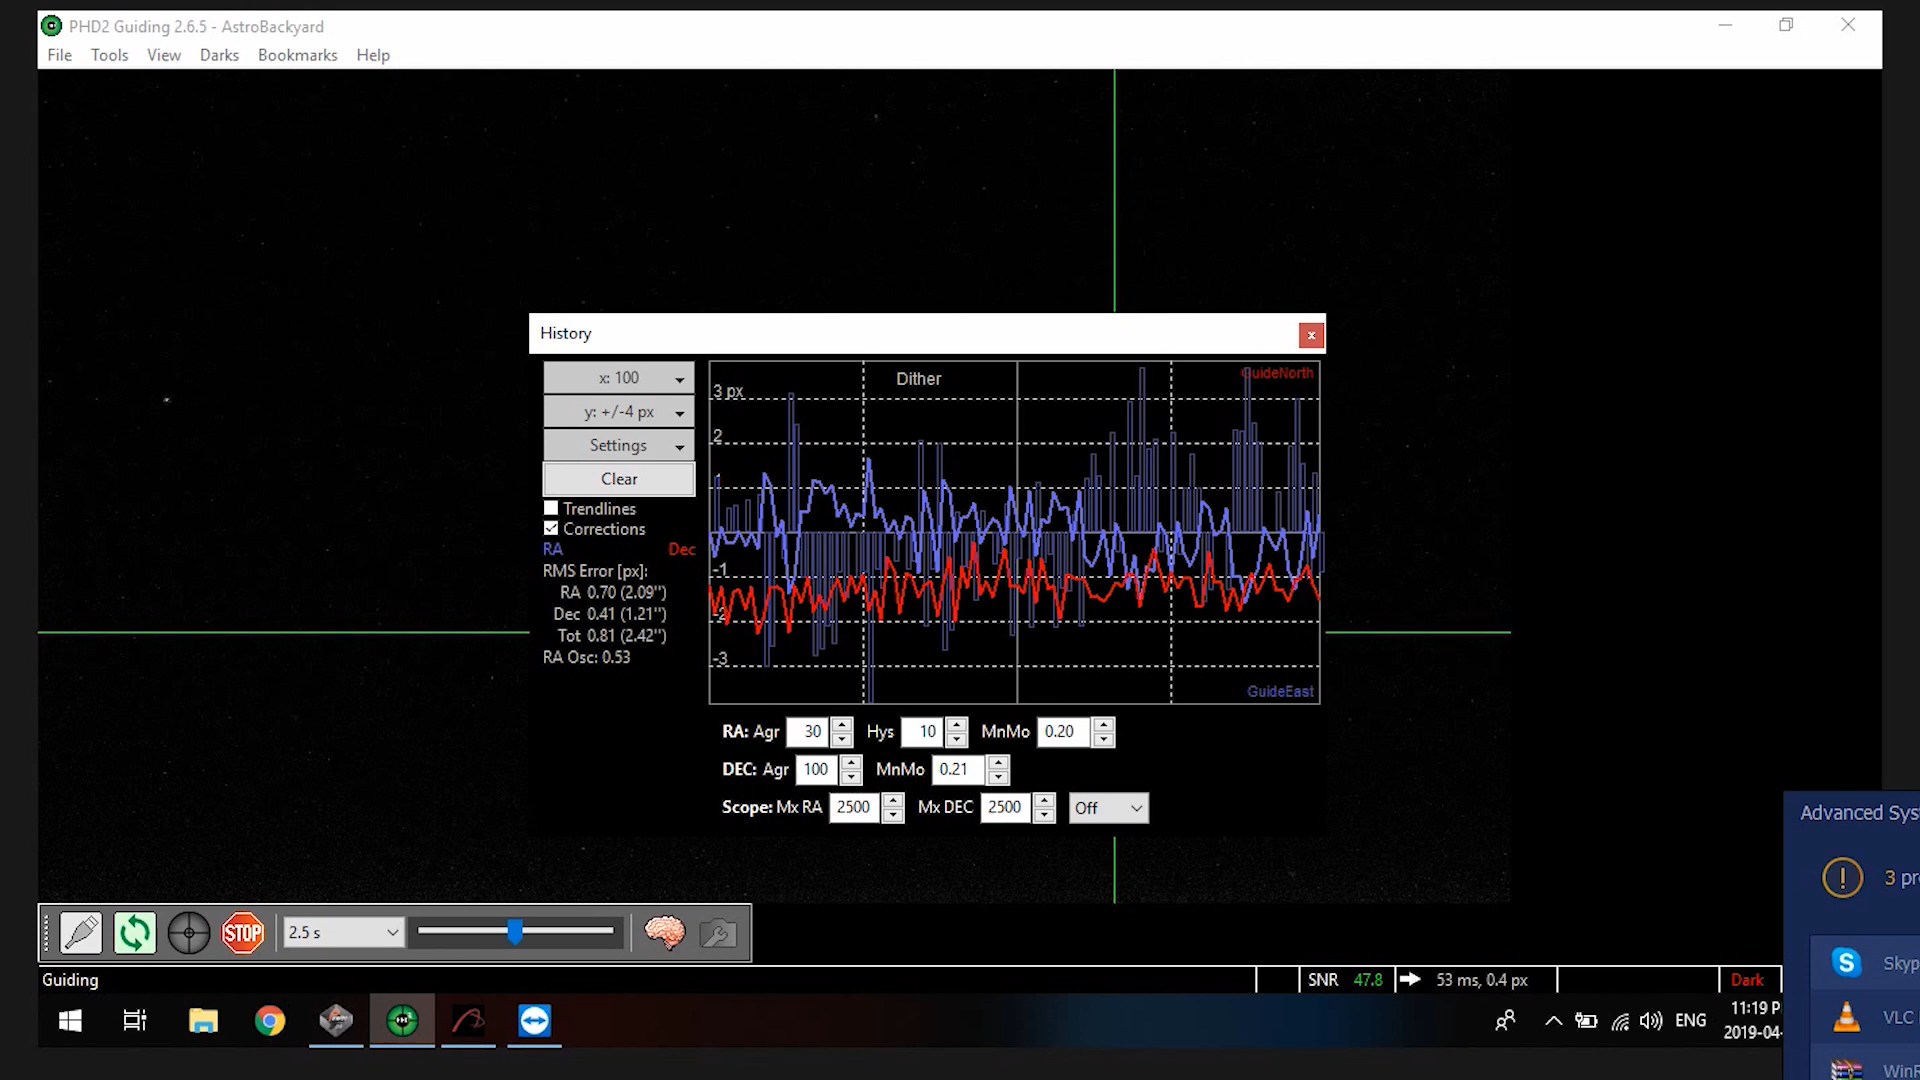 PHD2 Guiding 2.6.5 - AstroBackyard
File Tools View Darks Bookmarks Help
History
x: 100
y: +/-4 px
Settings
Clear
Trendlines
Corrections
RA Dec
RMS Error [px]:
RA 0.70 (2.09")
Dec 0.41 (1.21")
Tot 0.81 (2.42")
RA Osc: 0.53
Dither
GuideNorth
3 px
2
1
-1
-2
-3
GuideEast
RA: Agr 30 Hys 10 MnMo 0.20
DEC: Agr 100 MnMo 0.21
Scope: Mx RA 2500 Mx DEC 2500 Off
Advanced Sys
3 pr
STOP 2.5 s
Skyp
Guiding SNR 47.8 53 ms, 0.4 px Dark
VLC
ENG 11:19 P
2019-04-
WinR